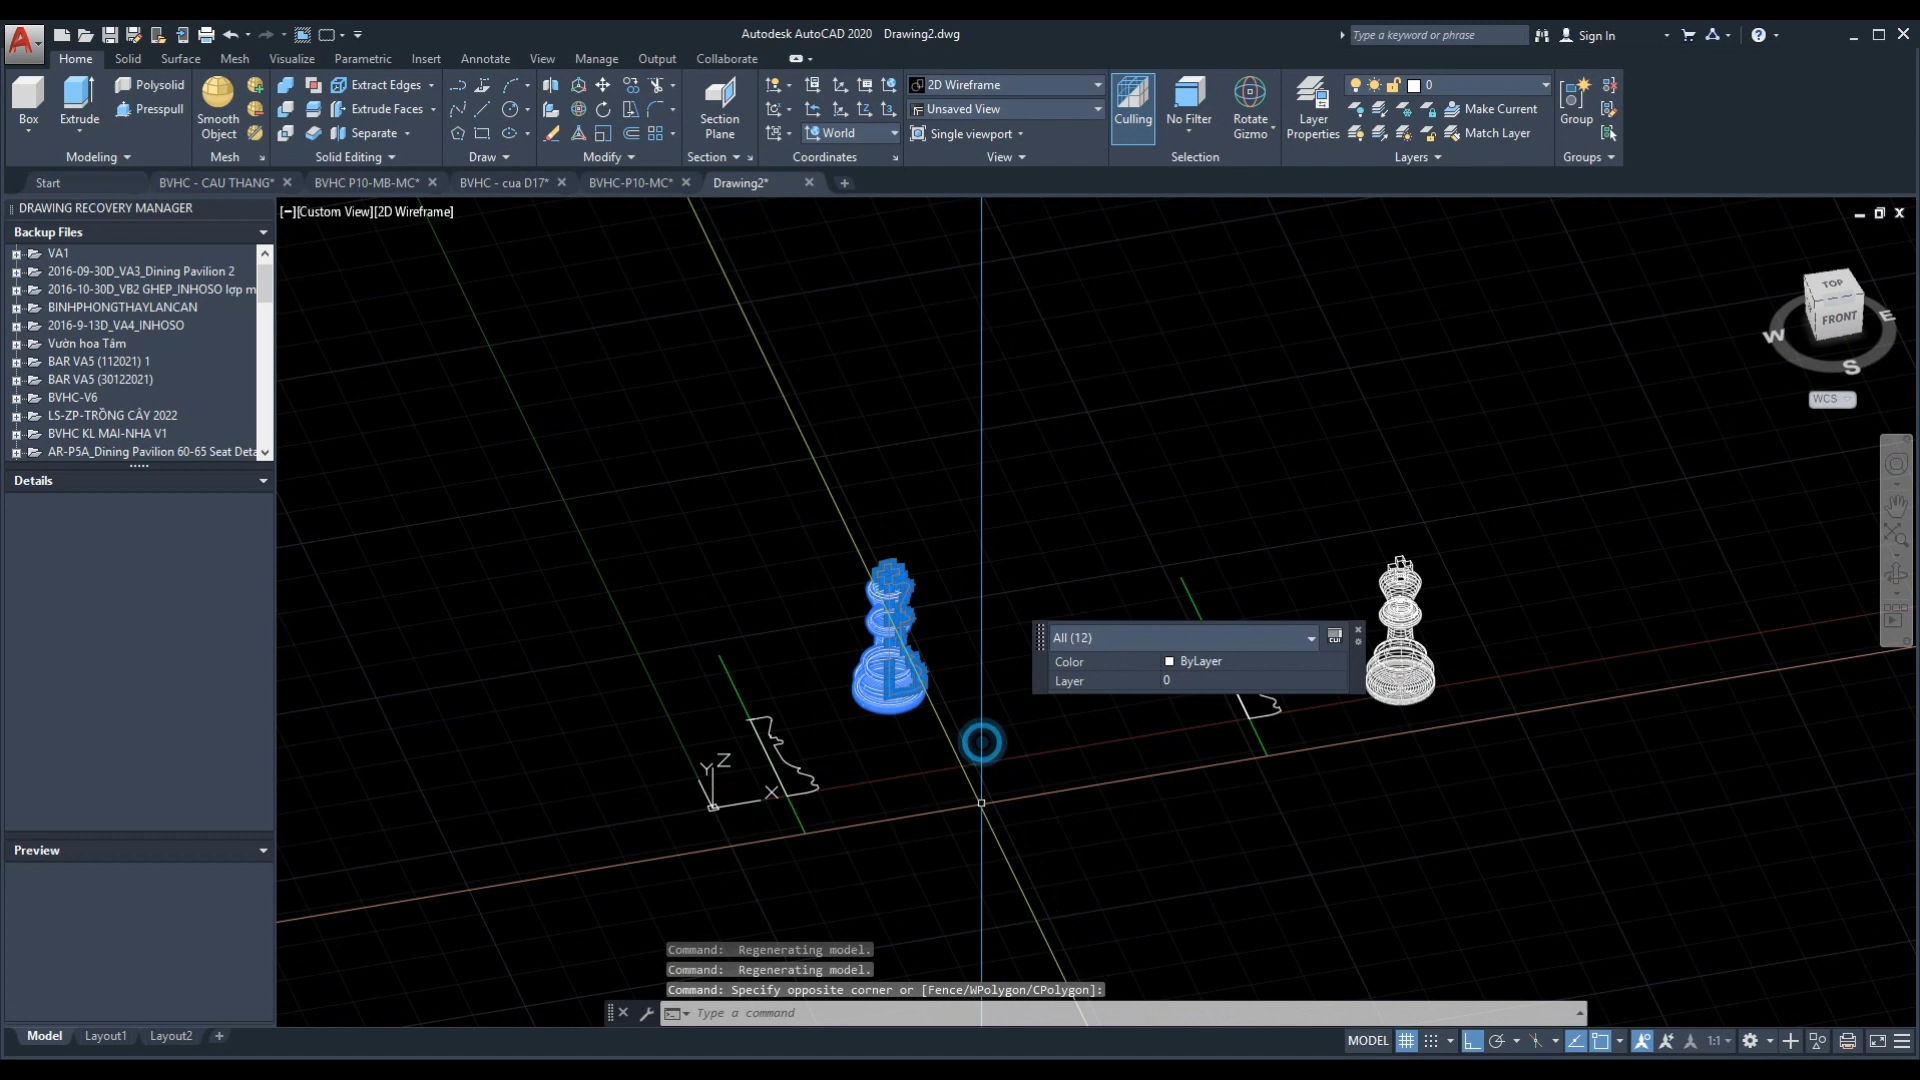 Autodesk AutoCAD 2020 Drawing2.dwg
Type a keyword or phrase
Sign In
Home Solid Surface Mesh Visualize Parametric Insert Annotate View Manage Output Collaborate
Box
Extrude
Polysolid
Presspull
Modeling
Smooth Object
Mesh
Extract Edges
Extrude Faces
Separate
Solid Editing
Draw
Modify
Section Plane
Section
World
Coordinates
2D Wireframe
Unsaved View
Single viewport
View
Culling
No Filter
Rotate Gizmo
Selection
Layer Properties
0
Make Current
Match Layer
Layers
Group
Groups
Start
BVHC - CAU THANG*
BVHC P10-MB-MC*
BVHC - cua D17*
BVHC-P10-MC*
Drawing2*
DRAWING RECOVERY MANAGER
Backup Files
VA1
2016-09-30D_VA3_Dining Pavilion 2
2016-10-30D_VB2 GHEP_INHOSO lợp m
BINHPHONGTHAYLANCAN
2016-9-13D_VA4_INHOSO
Vườn hoa Tâm
BAR VA5 (112021) 1
BAR VA5 (30122021)
BVHC-V6
LS-ZP-TRỒNG CÂY 2022
BVHC KL MAI-NHA V1
AR-P5A_Dining Pavilion 60-65 Seat Deta
Details
Preview
[−][Custom View][2D Wireframe]
TOP
FRONT
W
S
E
WCS
All (12)
Color ByLayer
Layer 0
Y
Z
X
Command: Regenerating model.
Command: Regenerating model.
Command: Specify opposite corner or [Fence/WPolygon/CPolygon]:
Type a command
Model Layout1 Layout2
MODEL
1:1